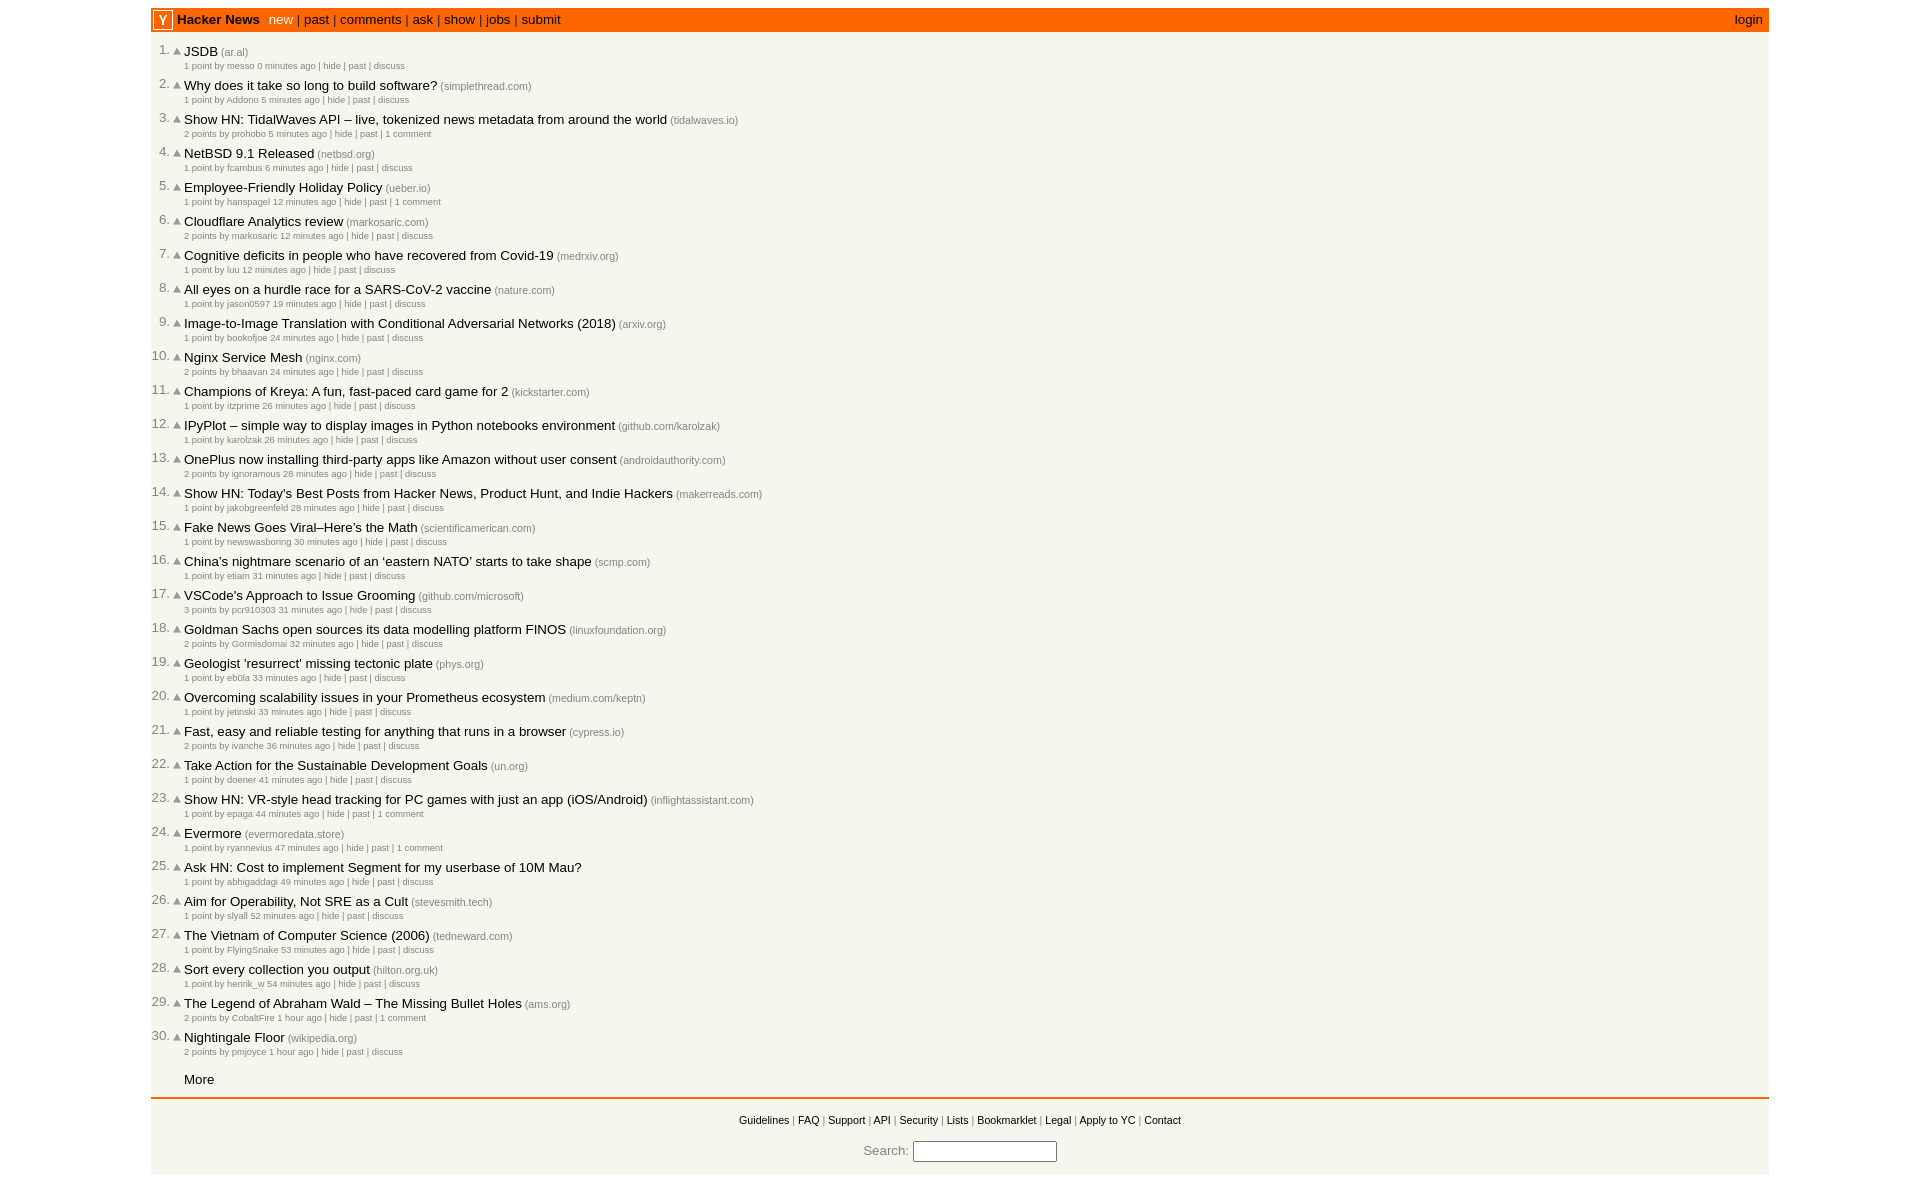 Y Hacker News new | past | comments | ask | show | jobs | submit login
1. JSDB (ar.al)
1 point by messo 0 minutes ago | hide | past | discuss
2. Why does it take so long to build software? (simplethread.com)
1 point by Addono 5 minutes ago | hide | past | discuss
3. Show HN: TidalWaves API – live, tokenized news metadata from around the world (tidalwaves.io)
2 points by prohobo 5 minutes ago | hide | past | 1 comment
4. NetBSD 9.1 Released (netbsd.org)
1 point by fcambus 6 minutes ago | hide | past | discuss
5. Employee-Friendly Holiday Policy (ueber.io)
1 point by hanspagel 12 minutes ago | hide | past | 1 comment
6. Cloudflare Analytics review (markosaric.com)
2 points by markosaric 12 minutes ago | hide | past | discuss
7. Cognitive deficits in people who have recovered from Covid-19 (medrxiv.org)
1 point by luu 12 minutes ago | hide | past | discuss
8. All eyes on a hurdle race for a SARS-CoV-2 vaccine (nature.com)
1 point by jason0597 19 minutes ago | hide | past | discuss
9. Image-to-Image Translation with Conditional Adversarial Networks (2018) (arxiv.org)
1 point by bookofjoe 24 minutes ago | hide | past | discuss
10. Nginx Service Mesh (nginx.com)
2 points by bhaavan 24 minutes ago | hide | past | discuss
11. Champions of Kreya: A fun, fast-paced card game for 2 (kickstarter.com)
1 point by itzprime 26 minutes ago | hide | past | discuss
12. IPyPlot – simple way to display images in Python notebooks environment (github.com/karolzak)
1 point by karolzak 26 minutes ago | hide | past | discuss
13. OnePlus now installing third-party apps like Amazon without user consent (androidauthority.com)
2 points by ignoramous 28 minutes ago | hide | past | discuss
14. Show HN: Today's Best Posts from Hacker News, Product Hunt, and Indie Hackers (makerreads.com)
1 point by jakobgreenfeld 28 minutes ago | hide | past | discuss
15. Fake News Goes Viral–Here’s the Math (scientificamerican.com)
1 point by newswasboring 30 minutes ago | hide | past | discuss
16. China’s nightmare scenario of an ‘eastern NATO’ starts to take shape (scmp.com)
1 point by etiam 31 minutes ago | hide | past | discuss
17. VSCode's Approach to Issue Grooming (github.com/microsoft)
3 points by pcr910303 31 minutes ago | hide | past | discuss
18. Goldman Sachs open sources its data modelling platform FINOS (linuxfoundation.org)
2 points by Gormisdomai 32 minutes ago | hide | past | discuss
19. Geologist 'resurrect' missing tectonic plate (phys.org)
1 point by eb0la 33 minutes ago | hide | past | discuss
20. Overcoming scalability issues in your Prometheus ecosystem (medium.com/keptn)
1 point by jetinski 33 minutes ago | hide | past | discuss
21. Fast, easy and reliable testing for anything that runs in a browser (cypress.io)
2 points by ivanche 36 minutes ago | hide | past | discuss
22. Take Action for the Sustainable Development Goals (un.org)
1 point by doener 41 minutes ago | hide | past | discuss
23. Show HN: VR-style head tracking for PC games with just an app (iOS/Android) (inflightassistant.com)
1 point by epaga 44 minutes ago | hide | past | 1 comment
24. Evermore (evermoredata.store)
1 point by ryannevius 47 minutes ago | hide | past | 1 comment
25. Ask HN: Cost to implement Segment for my userbase of 10M Mau?
1 point by abhigaddagi 49 minutes ago | hide | past | discuss
26. Aim for Operability, Not SRE as a Cult (stevesmith.tech)
1 point by slyall 52 minutes ago | hide | past | discuss
27. The Vietnam of Computer Science (2006) (tedneward.com)
1 point by FlyingSnake 53 minutes ago | hide | past | discuss
28. Sort every collection you output (hilton.org.uk)
1 point by henrik_w 54 minutes ago | hide | past | discuss
29. The Legend of Abraham Wald – The Missing Bullet Holes (ams.org)
2 points by CobaltFire 1 hour ago | hide | past | 1 comment
30. Nightingale Floor (wikipedia.org)
2 points by pmjoyce 1 hour ago | hide | past | discuss
More
Guidelines | FAQ | Support | API | Security | Lists | Bookmarklet | Legal | Apply to YC | Contact
Search: